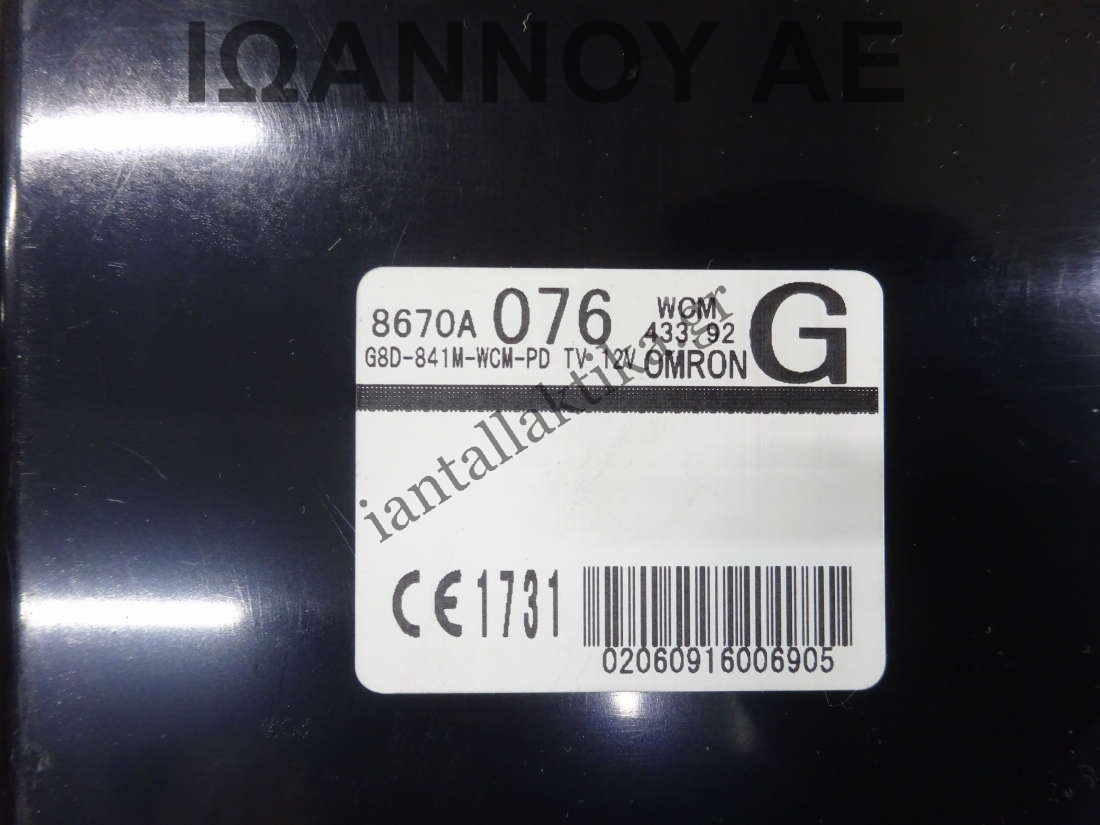 ΙΩΑΝΝΟΥ ΑΕ
8670A 076 WCM 433-92 G
G8D-841M-WCM-PD TV 12V OMRON
iantallaktika.gr
CE 1731
02060916006905